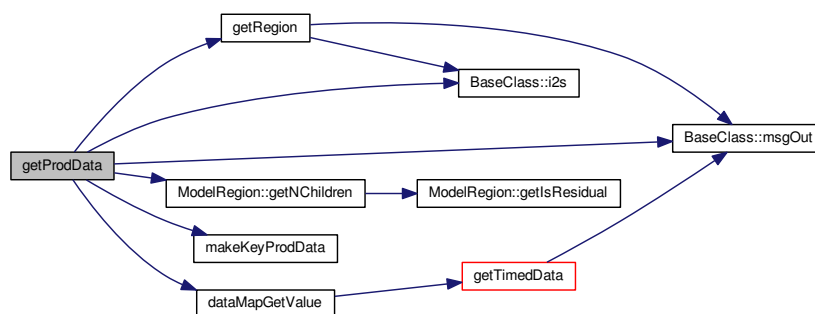 getRegion
BaseClass::i2s
BaseClass::msgOut
getProdData
ModelRegion::getNChildren
ModelRegion::getIsResidual
makeKeyProdData
getTimedData
dataMapGetValue